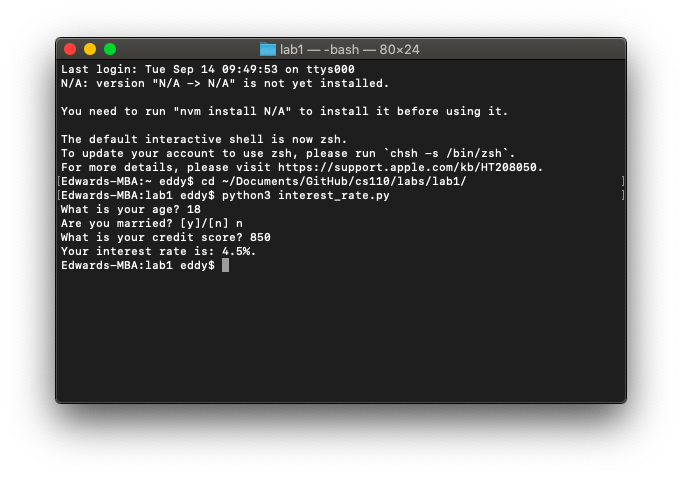 lab1 — -bash — 80×24
Last login: Tue Sep 14 09:49:53 on ttys000
N/A: version "N/A -> N/A" is not yet installed.
You need to run "nvm install N/A" to install it before using it.
The default interactive shell is now zsh.
To update your account to use zsh, please run `chsh -s /bin/zsh`.
For more details, please visit https://support.apple.com/kb/HT208050.
[Edwards-MBA:~ eddy$ cd ~/Documents/GitHub/cs110/labs/lab1/ ]
[Edwards-MBA:lab1 eddy$ python3 interest_rate.py ]
What is your age? 18
Are you married? [y]/[n] n
What is your credit score? 850
Your interest rate is: 4.5%.
Edwards-MBA:lab1 eddy$